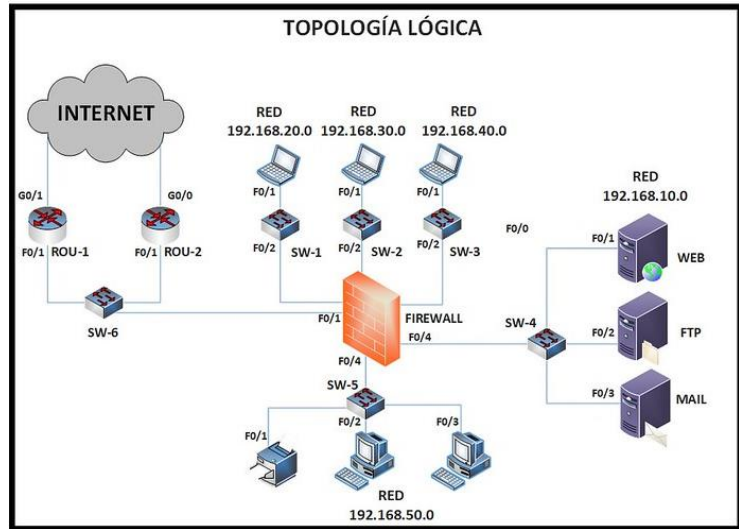 TOPOLOGÍA LÓGICA
INTERNET
RED
192.168.20.0
RED
192.168.30.0
RED
192.168.40.0
RED
192.168.10.0
G0/1
G0/0
F0/1
F0/1
F0/1
ROU-1
ROU-2
F0/1
F0/1
F0/2
SW-1
F0/2
SW-2
F0/2
SW-3
F0/0
F0/1
WEB
SW-6
F0/1
FIREWALL
F0/4
SW-4
F0/2
FTP
F0/4
SW-5
F0/3
MAIL
F0/1
F0/2
F0/3
RED
192.168.50.0